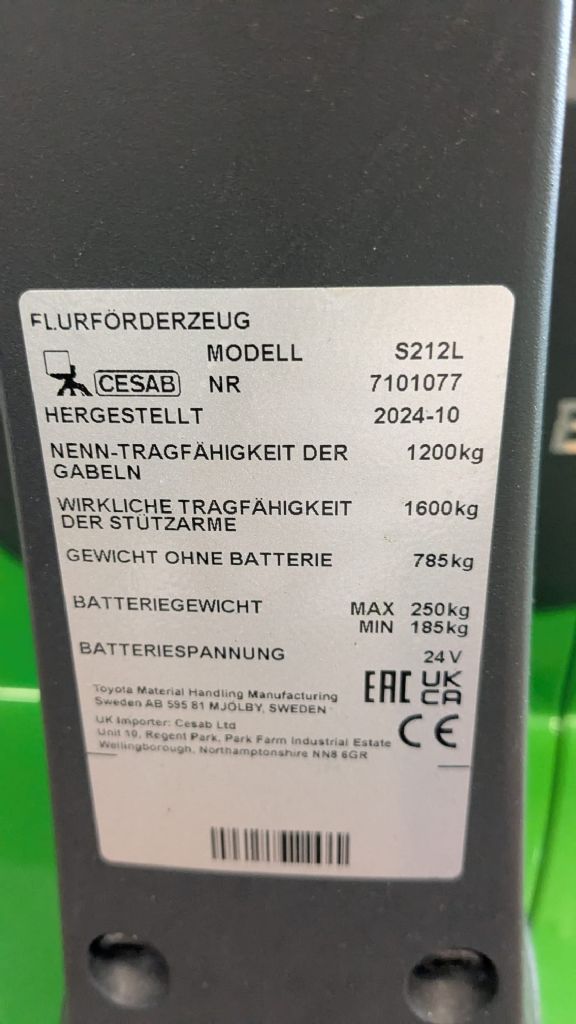 FLURFÖRDERZEUG
MODELL S212L
CESAB NR 7101077
HERGESTELLT 2024-10
NENN-TRAGFÄHIGKEIT DER 1200kg
GABELN
WIRKLICHE TRAGFÄHIGKEIT 1600kg
DER STÜTZARME
GEWICHT OHNE BATTERIE 785kg
BATTERIEGEWICHT MAX 250kg
MIN 185kg
BATTERIESPANNUNG 24V
Toyota Material Handling Manufacturing
Sweden AB 595 81 MJÖLBY, SWEDEN
EAC UK
CA
UK Importer: Cesab Ltd
Unit 10, Regent Park, Park Farm Industrial Estate
Wellingborough, Northamptonshire NN8 6GR
CE